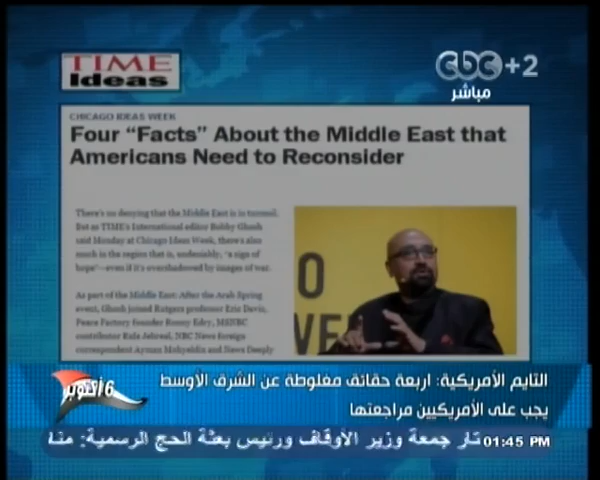 TIME
Ideas
CBC +2
مباشر
CHICAGO IDEAS WEEK
Four “Facts” About the Middle East that
Americans Need to Reconsider
There's no denying that the Middle East is in turmoil.
But as TIME's International editor Bobby Ghosh
said Monday at Chicago Ideas Week, there's also
much in the region that is, undeniably, “a sign of
hope”—even if it's overshadowed by images of war.
As part of the Middle East: After the Arab Spring
event, Ghosh joined Rutgers professor Eric Davis,
Peace Factory founder Ronny Edry, MSNBC
contributor Rula Jebreal, NBC News foreign
correspondent Ayman Mohyeldin and News Deeply
O
VE
6 أكتوبر
التايم الأمريكية: اربعة حقائق مغلوطة عن الشرق الأوسط
يجب على الأمريكيين مراجعتها
تار جمعة وزير الأوقاف ورئيس بعثة الحج الرسمية: منا
01:45 PM